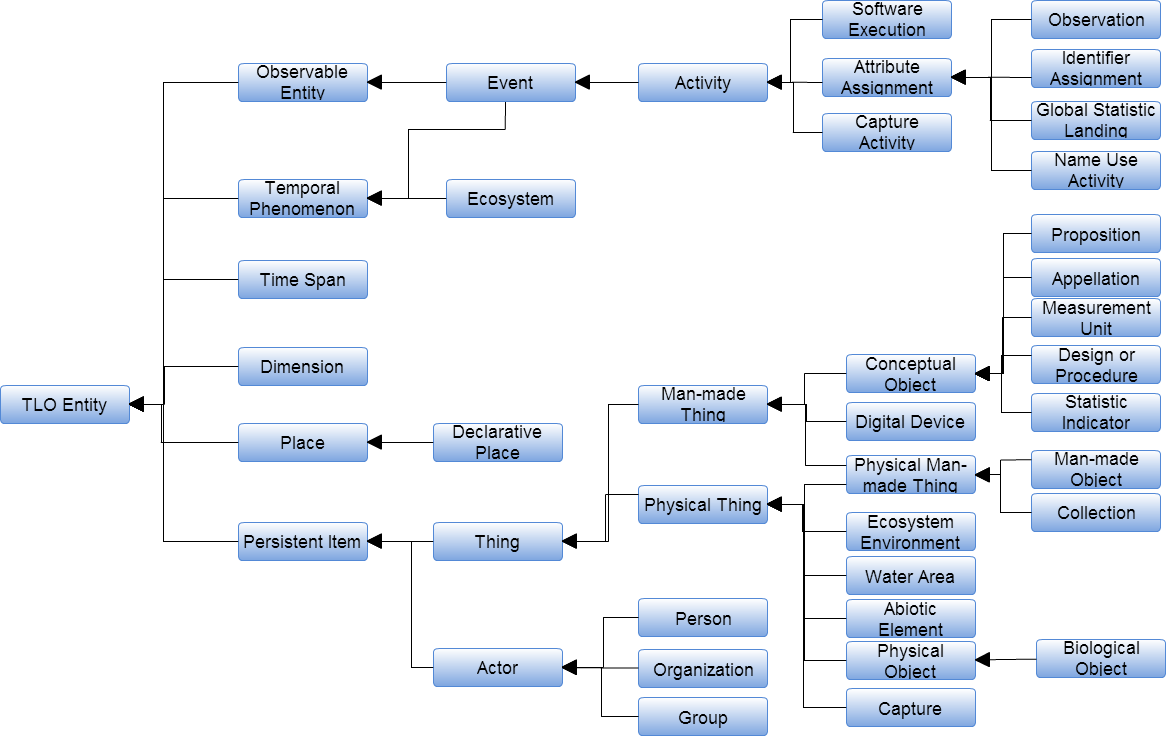 Software
Execution
Observation
Observable
Entity
Event
Activity
Attribute
Assignment
Identifier
Assignment
Capture
Activity
Global Statistic
Landing
Name Use
Activity
Temporal
Phenomenon
Ecosystem
Proposition
Time Span
Appellation
Measurement
Unit
Dimension
Conceptual
Object
Design or
Procedure
TLO Entity
Man-made
Thing
Digital Device
Statistic
Indicator
Place
Declarative
Place
Physical Man-
made Thing
Man-made
Object
Physical Thing
Collection
Persistent Item
Thing
Ecosystem
Environment
Water Area
Person
Abiotic
Element
Actor
Organization
Physical
Object
Biological
Object
Group
Capture